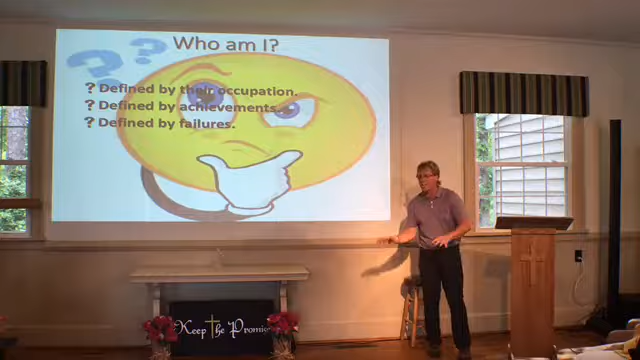 ? ?
Who am I?
? Defined by their occupation.
? Defined by achievements.
? Defined by failures.
Keep the Promise